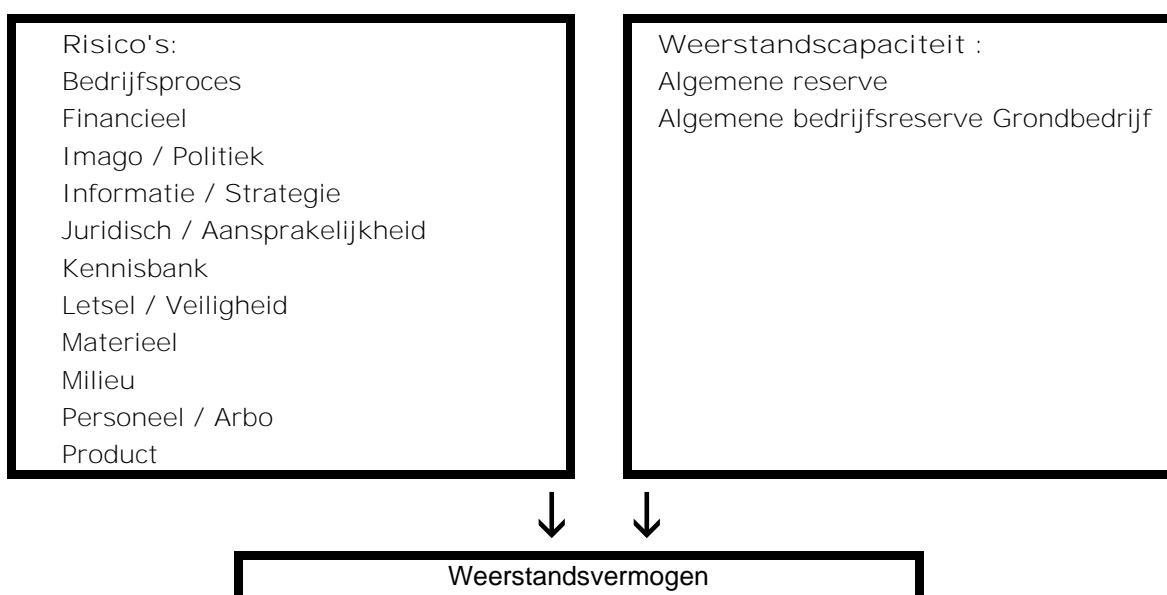 Risico's:
Bedrijfsproces
Financieel
Imago / Politiek
Informatie / Strategie
Juridisch / Aansprakelijkheid
Kennisbank
Letsel / Veiligheid
Materieel
Milieu
Personeel / Arbo
Product
Weerstandscapaciteit :
Algemene reserve
Algemene bedrijfsreserve Grondbedrijf
Weerstandsvermogen